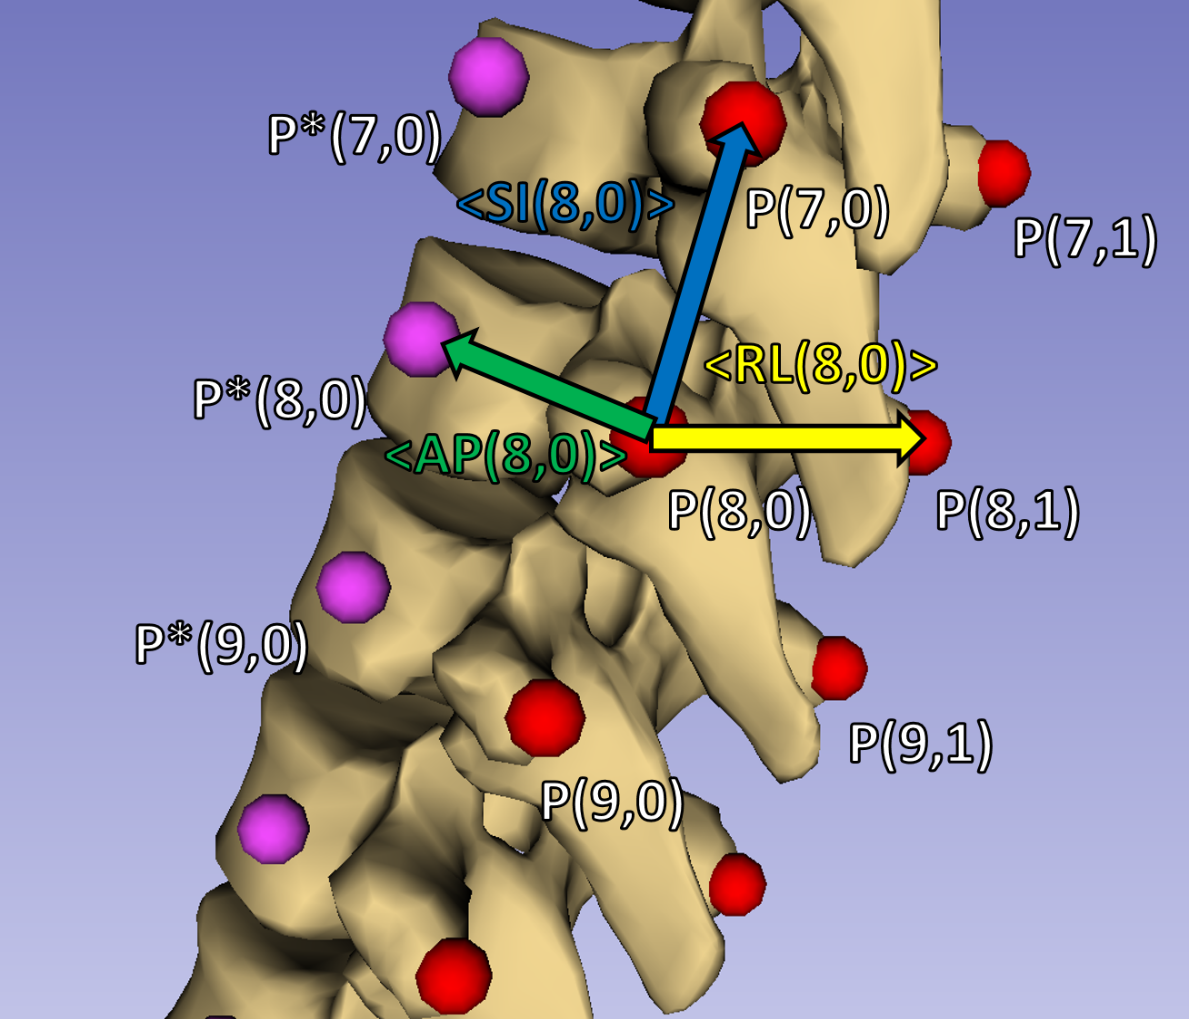 P*(7,0)
<SI(8,0)>
P(7,0)
P(7,1)
<RL(8,0)>
P*(8,0)
<AP(8,0)>
P(8,0)
P(8,1)
P*(9,0)
P(9,1)
P(9,0)